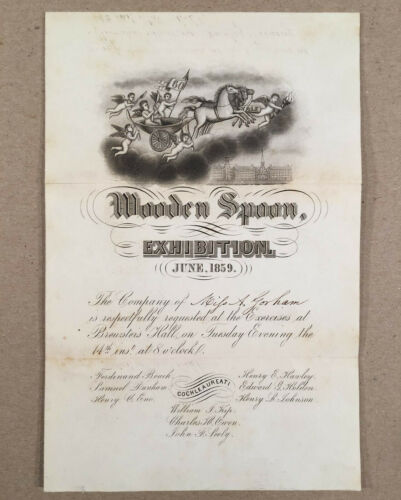 Wooden Spoon,
EXHIBITION,
JUNE, 1859.
The Company of Miss A. Gorham
is respectfully requested at the Exercises at
Brewsters Hall, on Tuesday Evening the
14th inst. at 8 o'clock.
Ferdinand Beach
Samuel Dunham
Henry C. Eno.
COCHLEAUREATI
Henry E. Hawley
Edward G. Holden
Henry L. Johnson
William I. Kip.
Charles H. Owen.
John F. Seely.